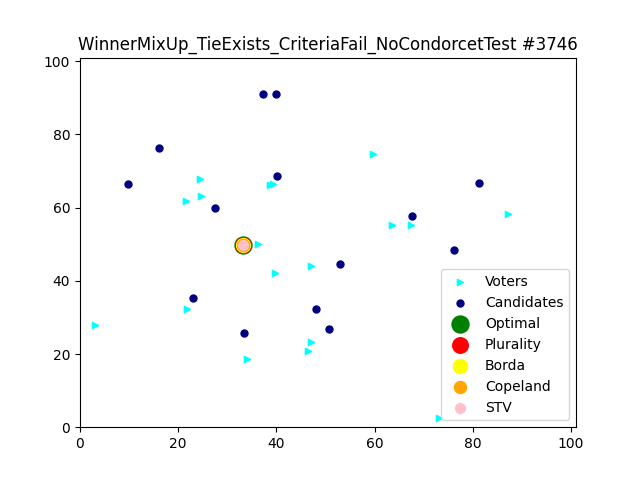 WinnerMixUp_TieExists_CriteriaFail_NoCondorcetTest #3746
100
80
60
40
20
0
0 20 40 60 80 100
Voters
Candidates
Optimal
Plurality
Borda
Copeland
STV